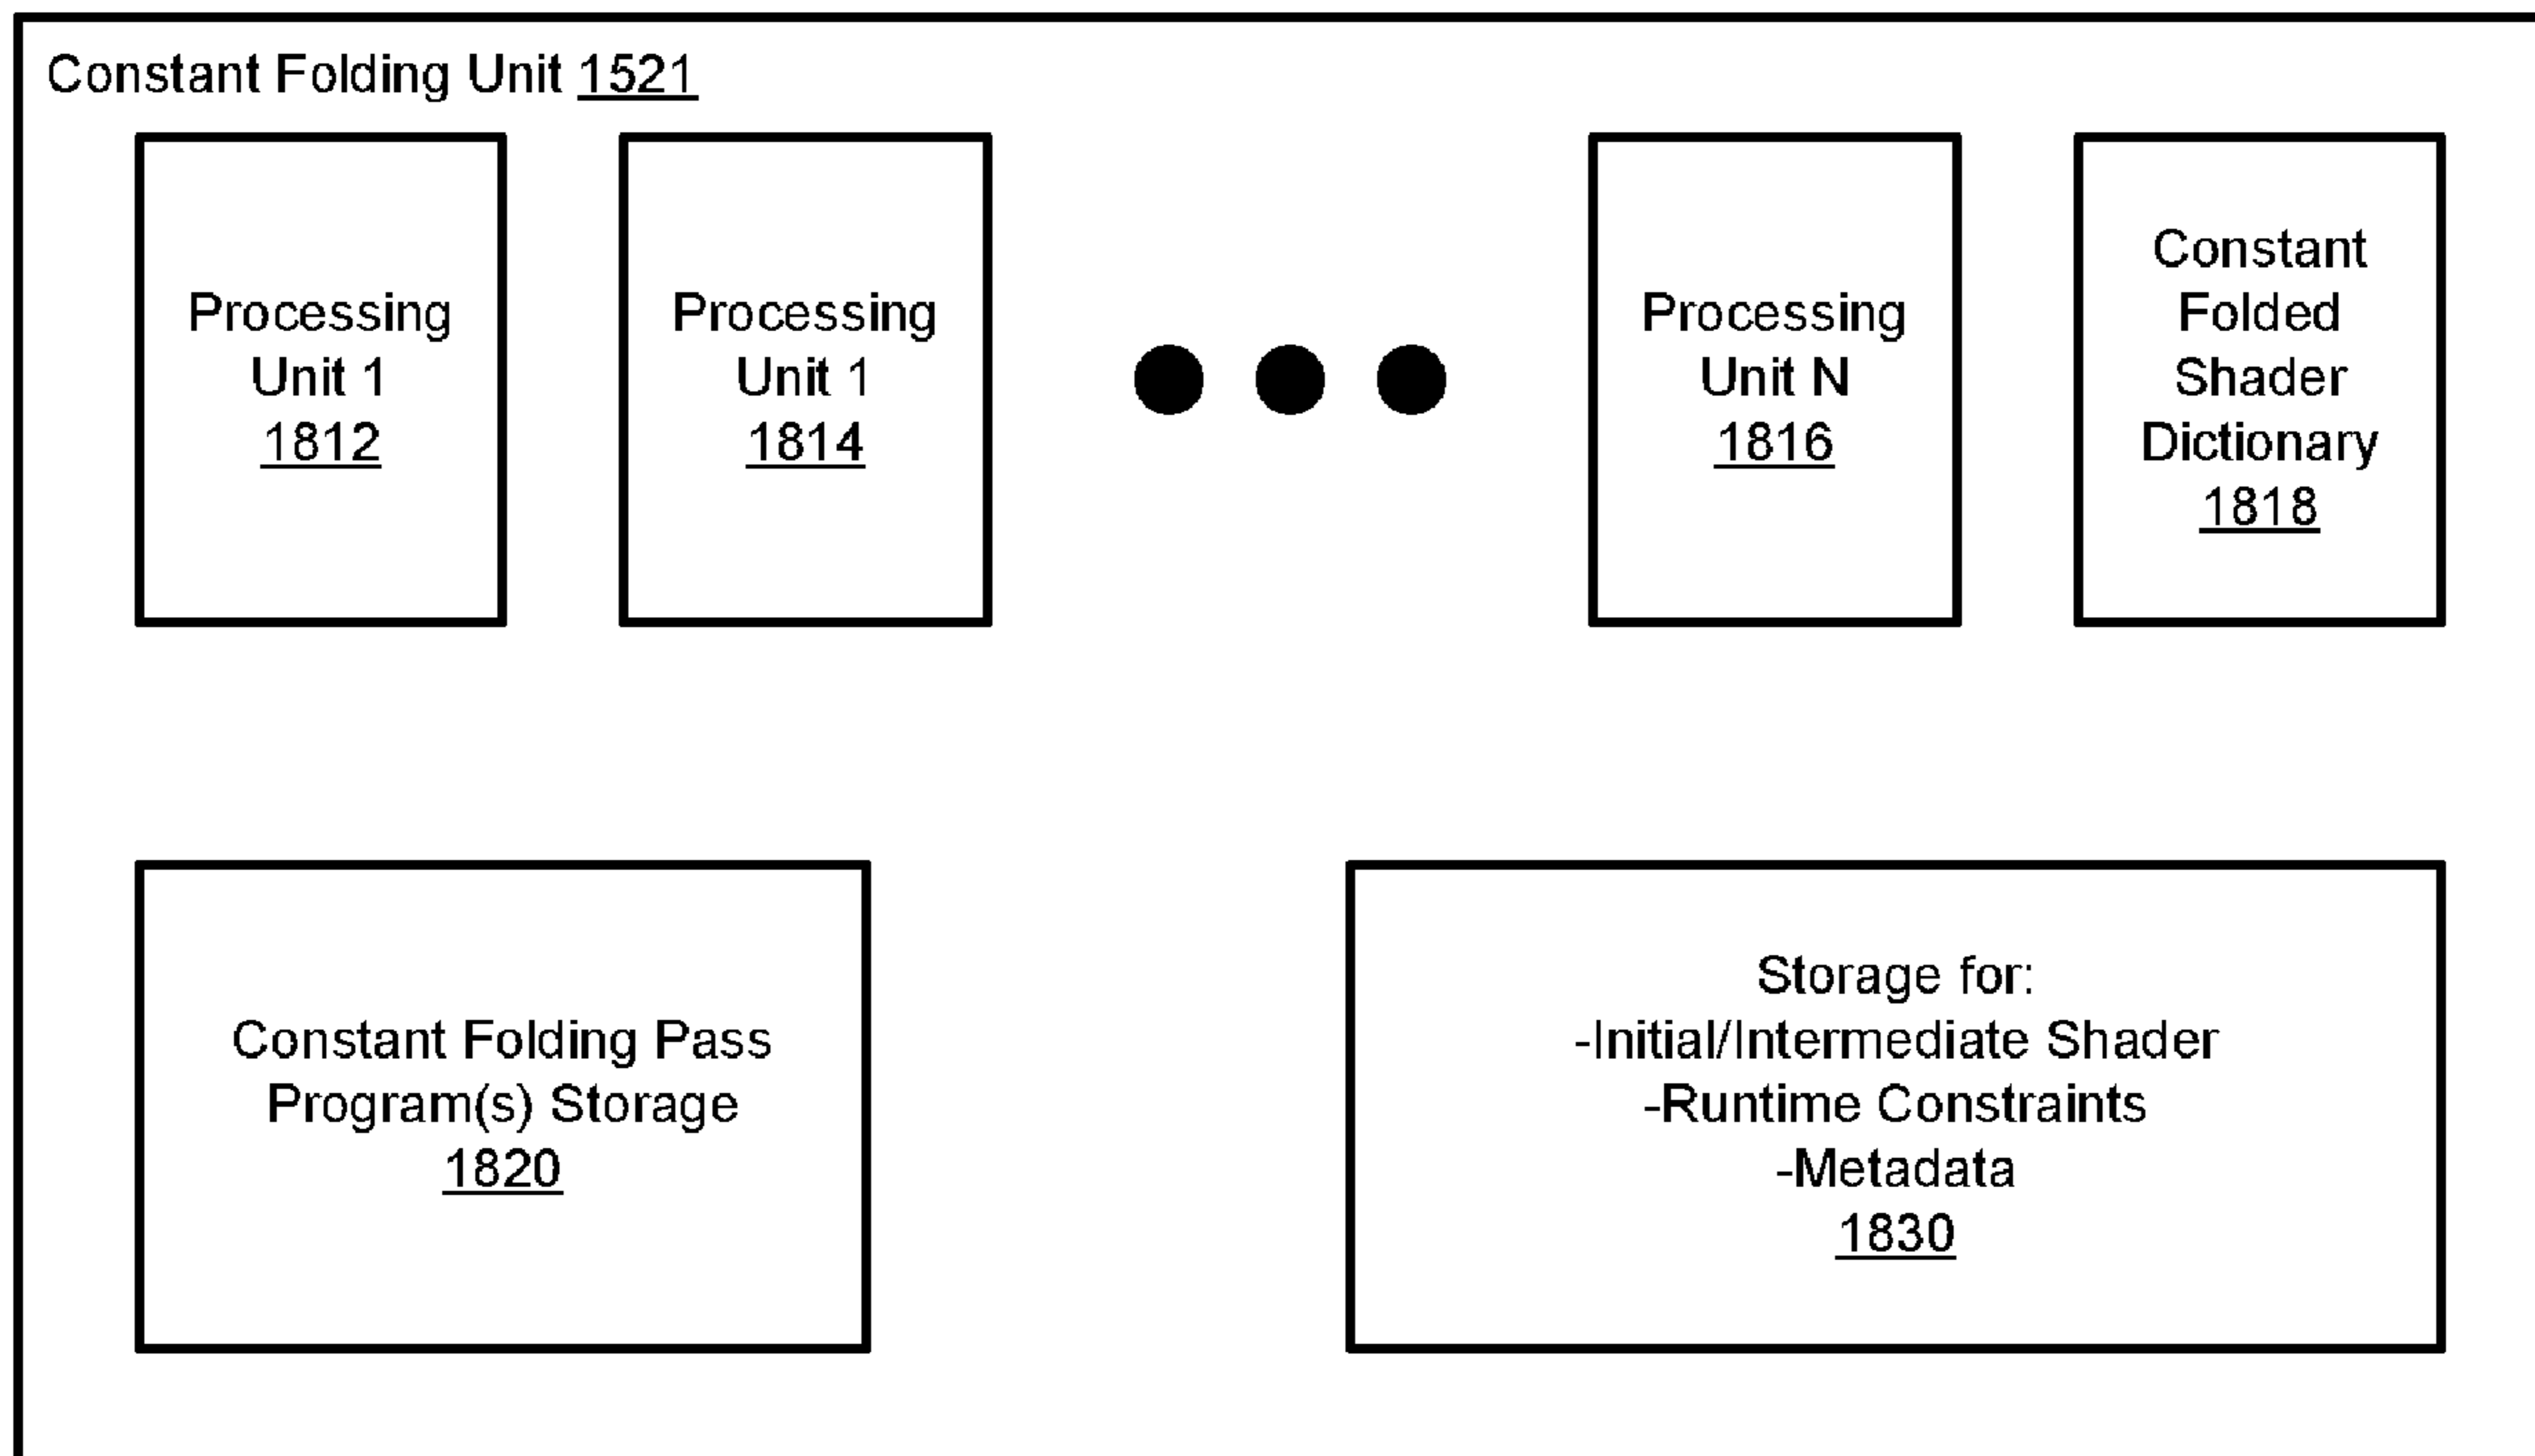 Constant Folding Unit 1521
Processing
Unit 1
1812
Processing
Unit 1
1814
Processing
Unit N
1816
Constant
Folded
Shader
Dictionary
1818
Constant Folding Pass
Program(s) Storage
1820
Storage for:
-Initial/Intermediate Shader
-Runtime Constraints
-Metadata
1830